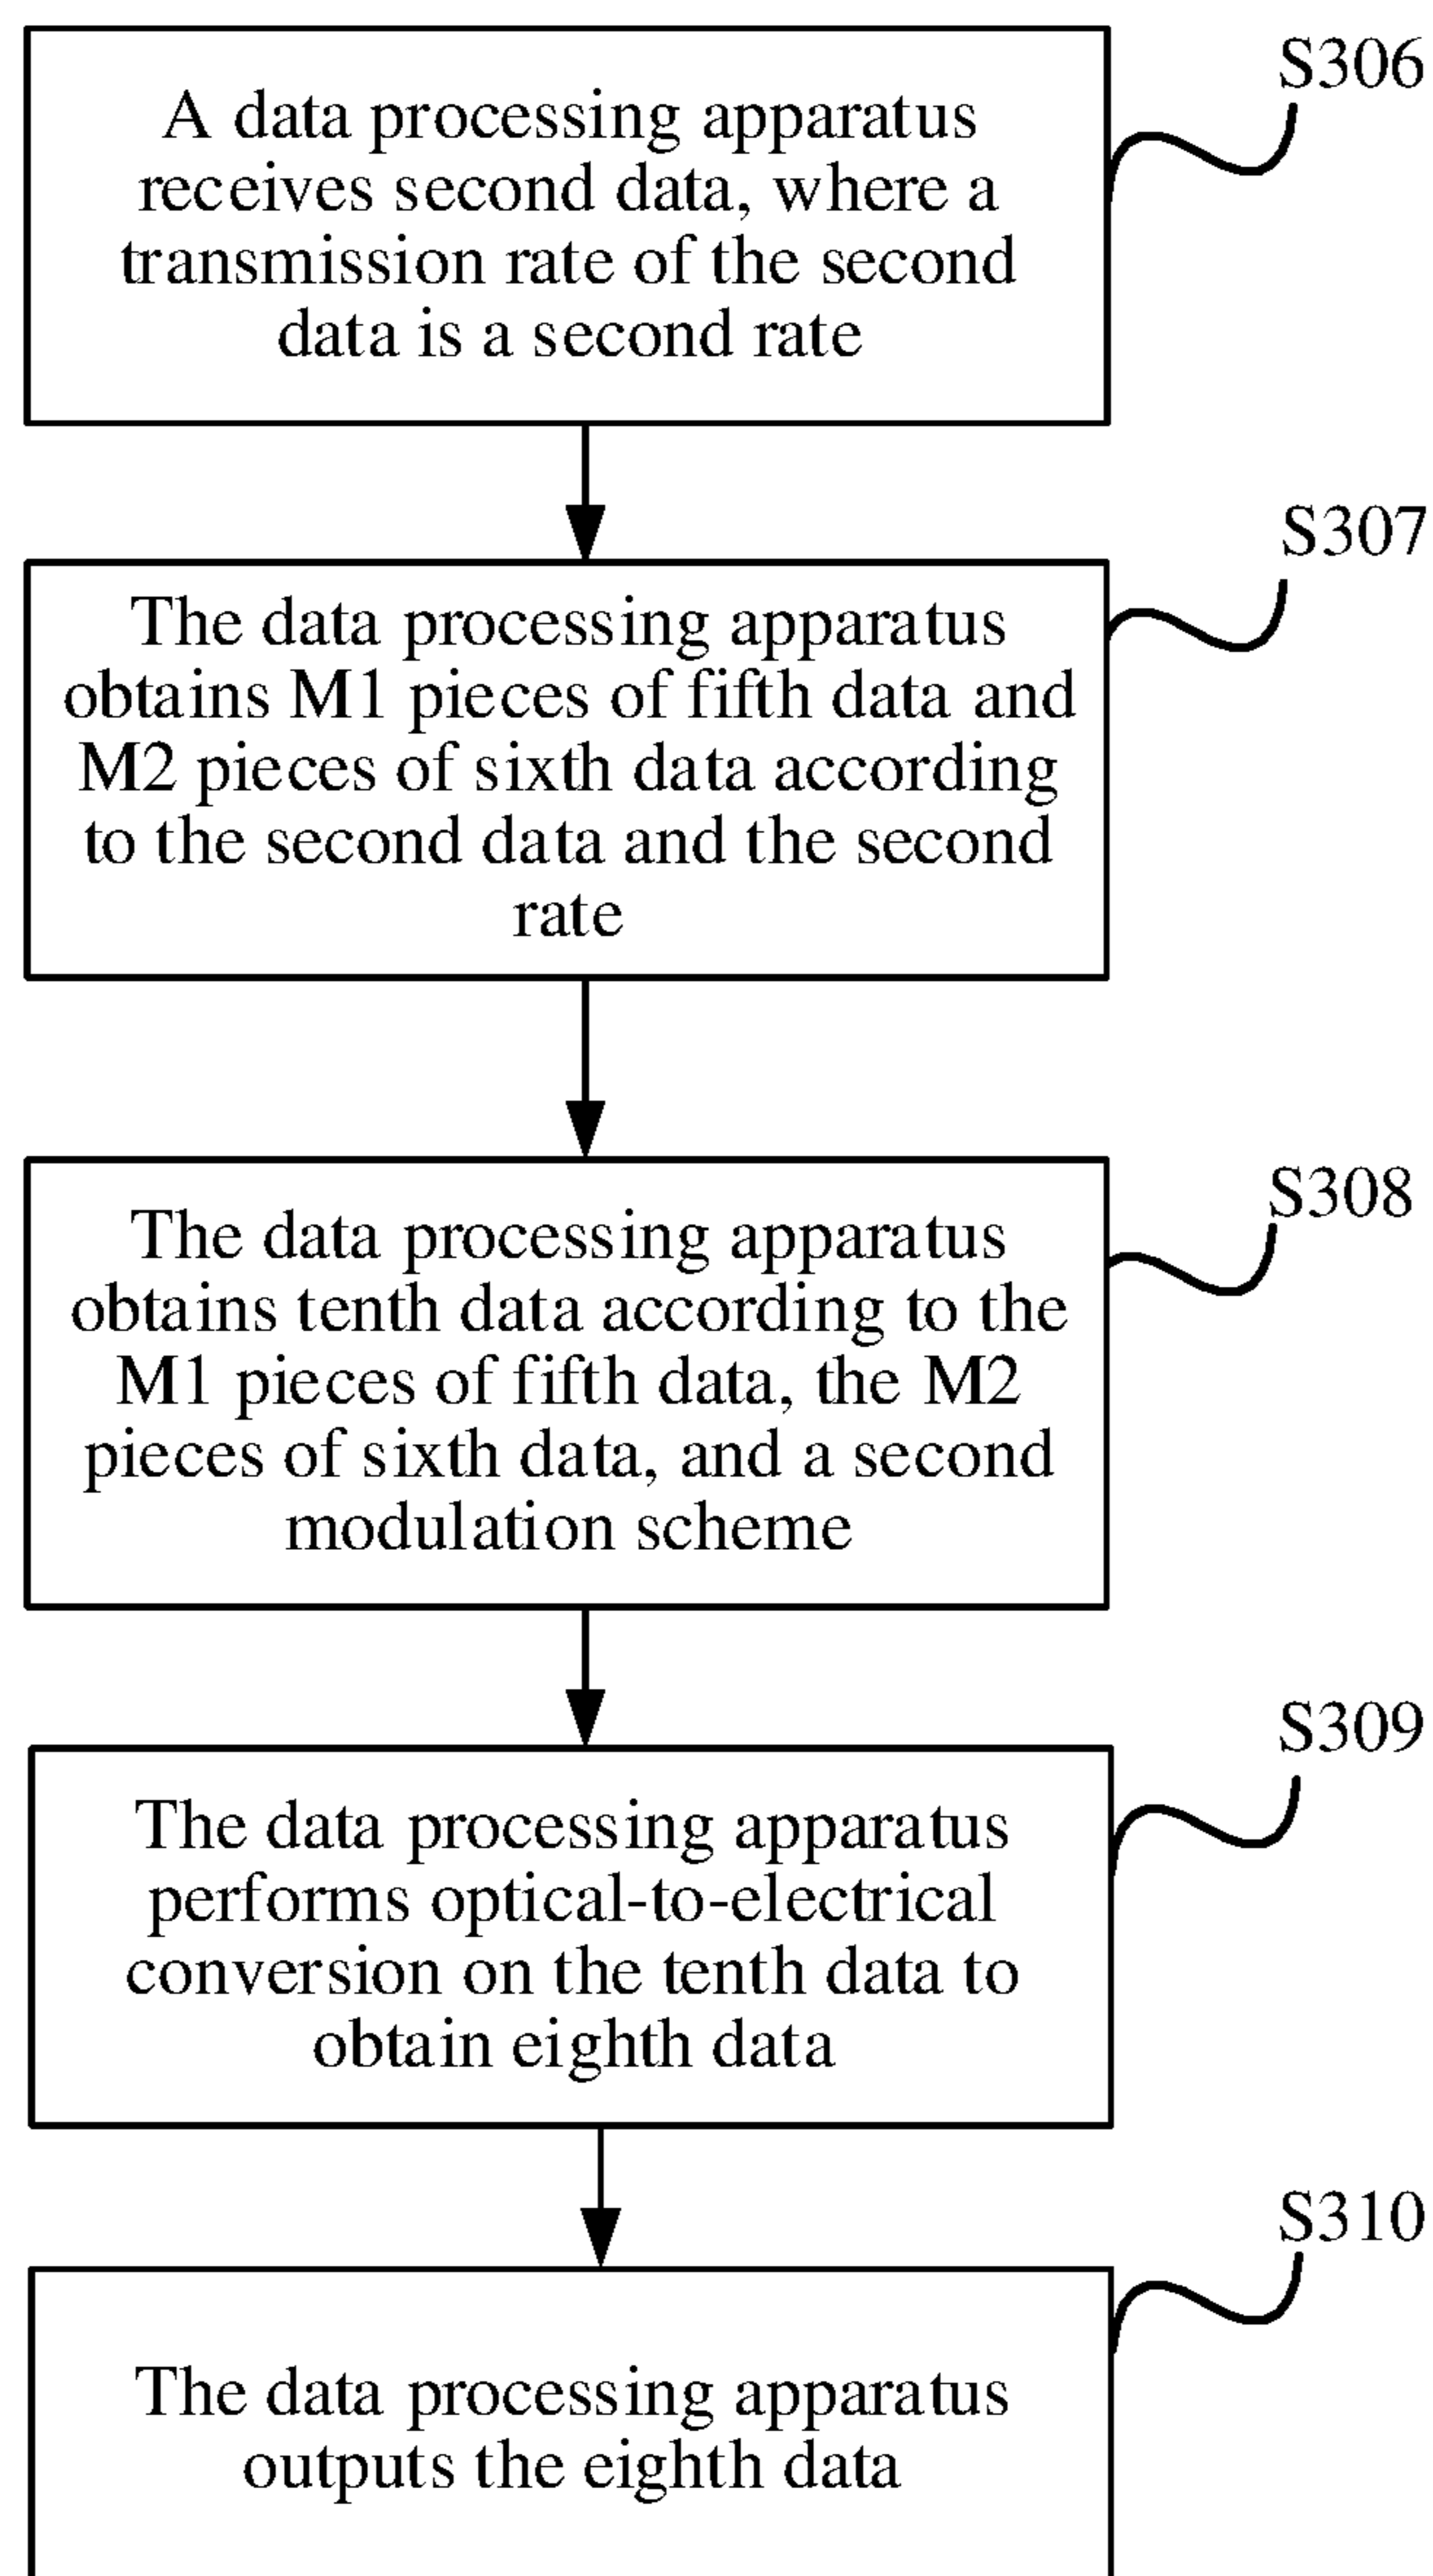 S306
A data processing apparatus
receives second data, where a
transmission rate of the second
data is a second rate
S307
The data processing apparatus
obtains M1 pieces of fifth data and
M2 pieces of sixth data according
to the second data and the second
rate
S308
The data processing apparatus
obtains tenth data according to the
M1 pieces of fifth data, the M2
pieces of sixth data, and a second
modulation scheme
S309
The data processing apparatus
performs optical-to-electrical
conversion on the tenth data to
obtain eighth data
S310
The data processing apparatus
outputs the eighth data